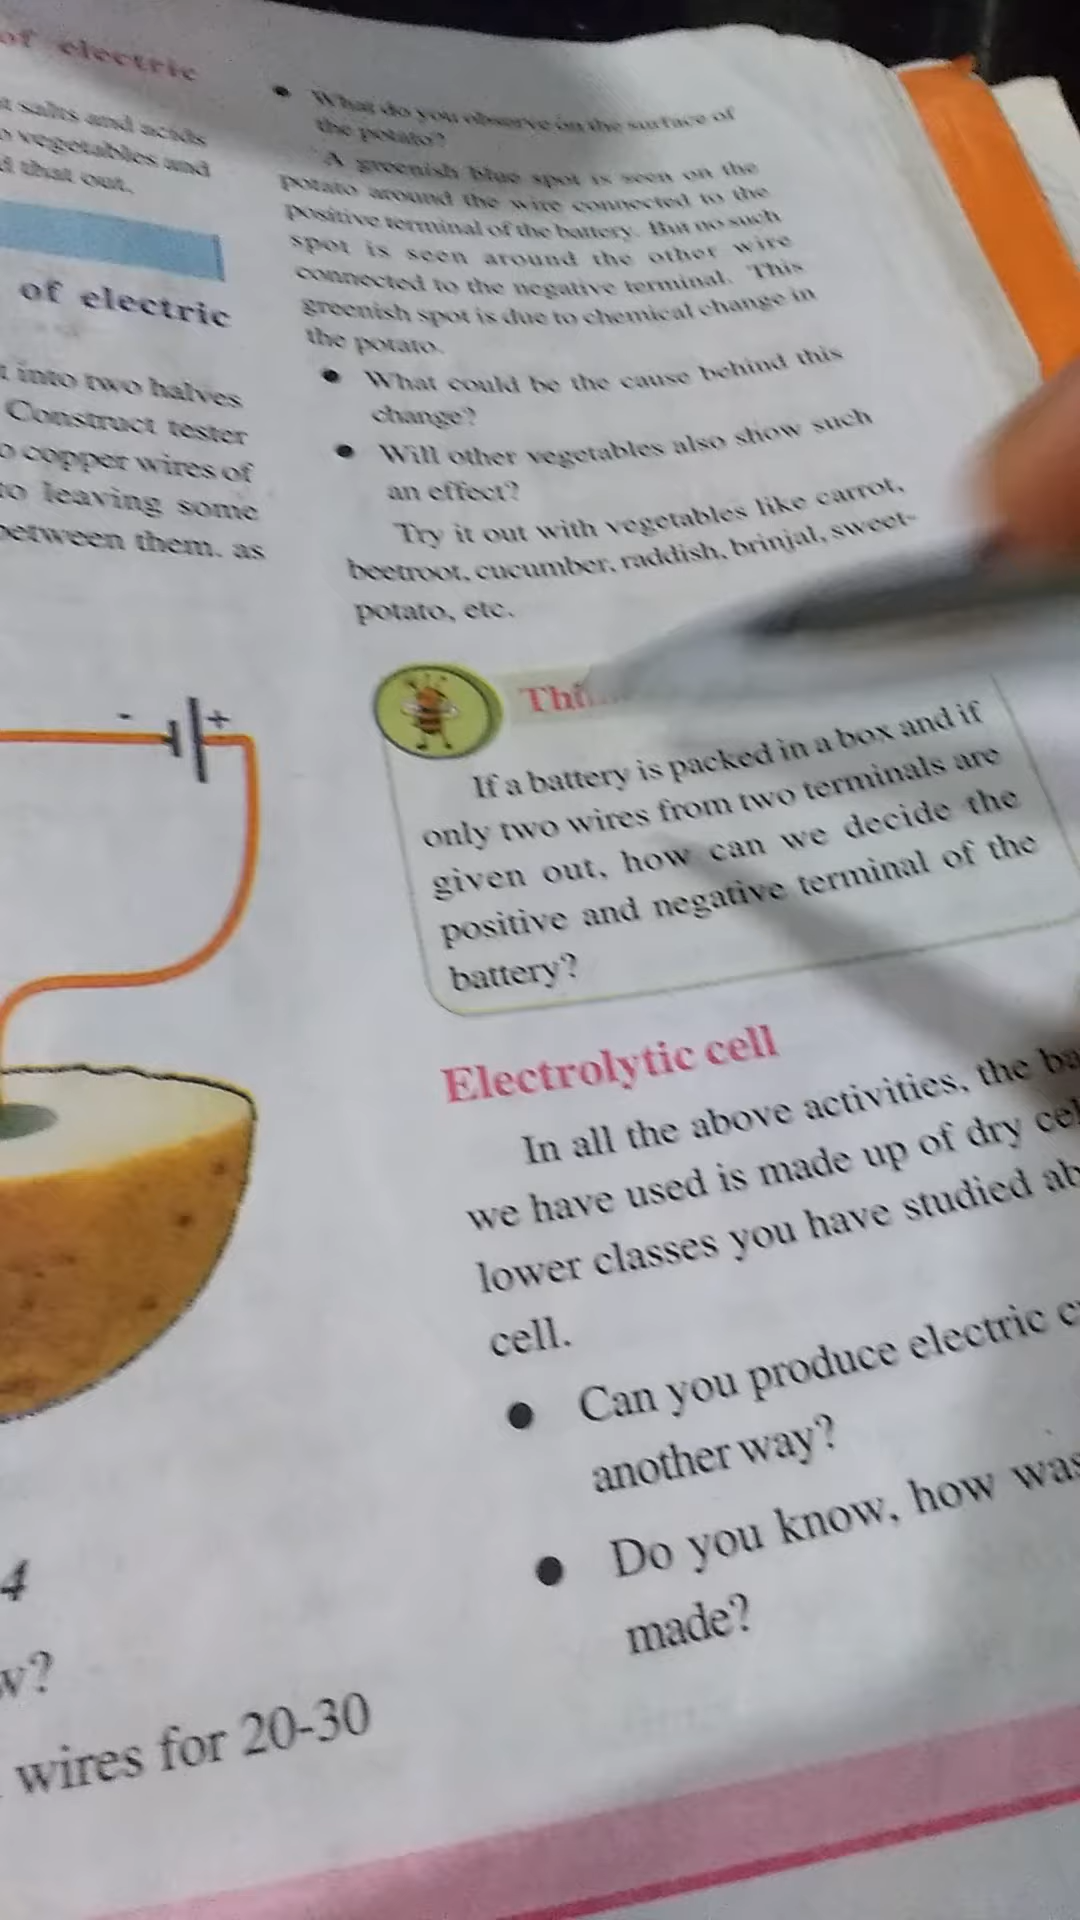 of electric
salts and acids
vegetables and
that out.
of electric
into two halves
Construct tester
copper wires of
to leaving some
between them. as
- +
4
wires for 20-30
• What do you observe on the surface of
the potato?
A greenish blue spot is seen on the
potato around the wire connected to the
positive terminal of the battery. But no such
spot is seen around the other wire
connected to the negative terminal. This
greenish spot is due to chemical change in
the potato.
• What could be the cause behind this
change?
• Will other vegetables also show such
an effect?
Try it out with vegetables like carrot,
beetroot, cucumber, raddish, brinjal, sweet-
potato, etc.
If a battery is packed in a box and if
only two wires from two terminals are
given out, how can we decide the
positive and negative terminal of the
battery?
Electrolytic cell
In all the above activities, the
we have used is made up of dry
lower classes you have studied
cell.
• Can you produce electric
another way?
• Do you know, how was
made?